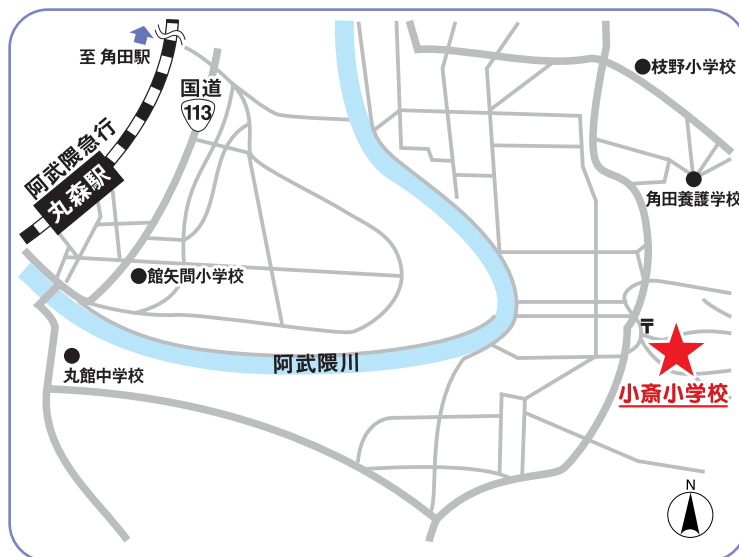 至 角田駅
国道
113
阿武隈急行
丸森駅
枝野小学校
角田養護学校
館矢間小学校
〒
丸館中学校
阿武隈川
小斎小学校
N